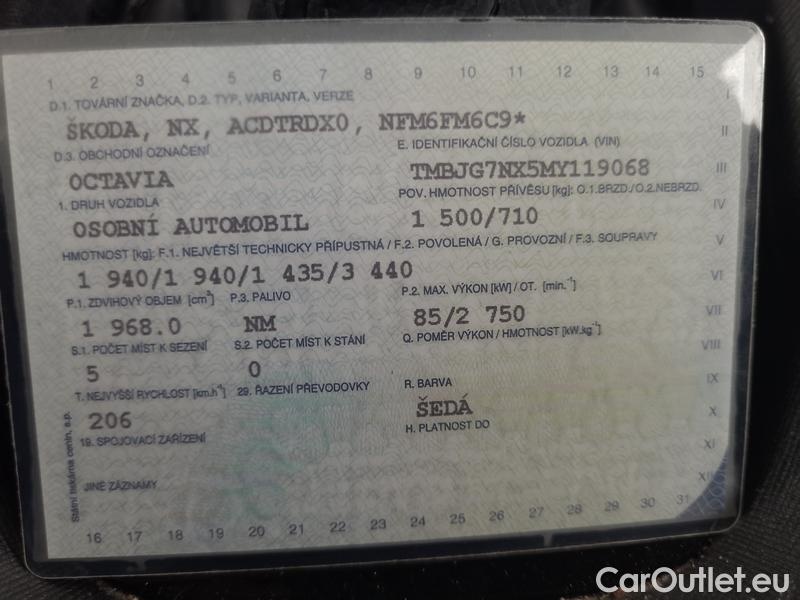 1 2 3 4 5 6 7 8 9 10 11 12 13 14 15
D.1. TOVÁRNÍ ZNAČKA, D.2. TYP, VARIANTA, VERZE I
ŠKODA, NX, ACDTRDX0, NFM6FM6C9*
D.3. OBCHODNÍ OZNAČENÍ E. IDENTIFIKAČNÍ ČÍSLO VOZIDLA (VIN) II
OCTAVIA TMBJG7NX5MY119068 III
1. DRUH VOZIDLA POV. HMOTNOST PŘÍVĚSU [kg]: O.1.BRZD./O.2.NEBRZD.
OSOBNÍ AUTOMOBIL 1 500/710 IV
HMOTNOST [kg]: F.1. NEJVĚTŠÍ TECHNICKY PŘÍPUSTNÁ / F.2. POVOLENÁ / G. PROVOZNÍ / F.3. SOUPRAVY V
1 940/1 940/1 435/3 440 VI
P.1. ZDVIHOVÝ OBJEM [cm³] P.3. PALIVO P.2. MAX. VÝKON [kW] / OT. [min.⁻¹]
1 968.0 NM 85/2 750 VII
S.1. POČET MÍST K SEZENÍ S.2. POČET MÍST K STÁNÍ Q. POMĚR VÝKON / HMOTNOST [kW.kg⁻¹] VIII
5 0
T. NEJVYŠŠÍ RYCHLOST [km.h⁻¹] 29. ŘAZENÍ PŘEVODOVKY R. BARVA IX
206 ŠEDÁ X
19. SPOJOVACÍ ZAŘÍZENÍ H. PLATNOST DO XI
JINÉ ZÁZNAMY
Státní tiskárna cenin, s.p.
16 17 18 19 20 21 22 23 24 25 26 27 28 29 30 31
CarOutlet.eu